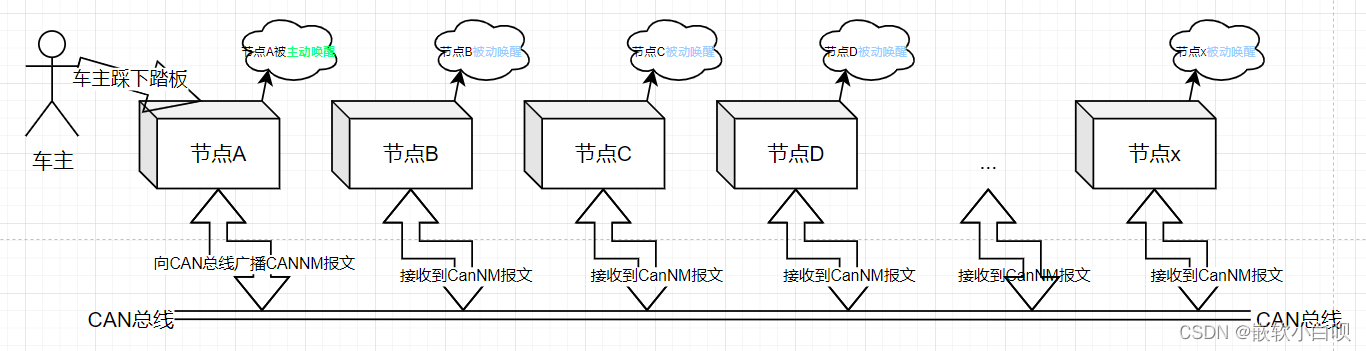 节点A被主动唤醒
节点B被动唤醒
节点C被动唤醒
节点D被动唤醒
节点x被动唤醒
车主踩下踏板
车主
节点A
节点B
节点C
节点D
...
节点x
向CAN总线广播CANNM报文
接收到CanNM报文
接收到CanNM报文
接收到CanNM报文
接收到CanNM报文
接收到CanNM报文
CAN总线
CAN总线
CSDN @嵌软小白呗